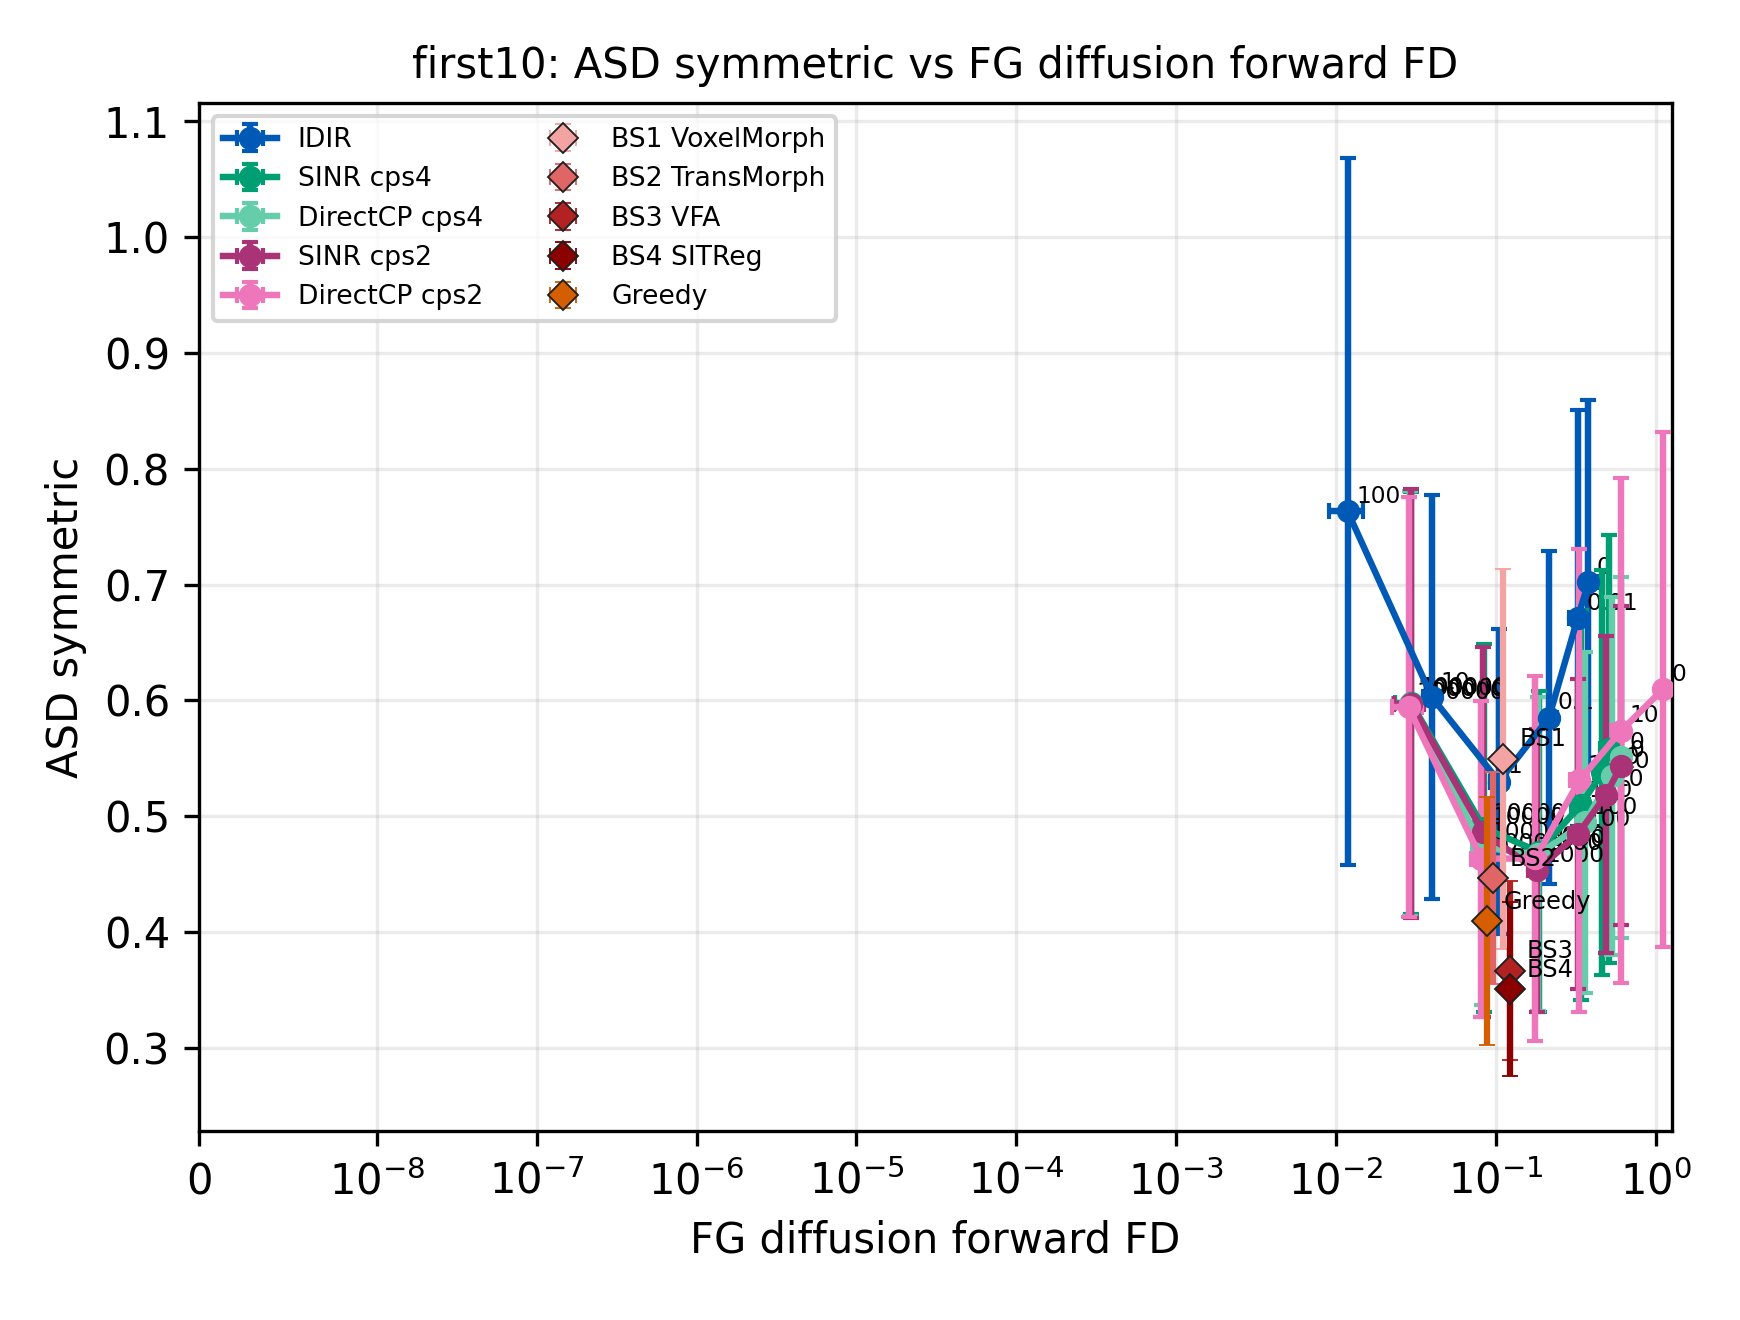 first10: ASD symmetric vs FG diffusion forward FD
ASD symmetric
1.1
1.0
0.9
0.8
0.7
0.6
0.5
0.4
0.3
IDIR
SINR cps4
DirectCP cps4
SINR cps2
DirectCP cps2
BS1 VoxelMorph
BS2 TransMorph
BS3 VFA
BS4 SITReg
Greedy
100
0
10
BS1
BS2
Greedy
BS3
BS4
0
10⁻⁸
10⁻⁷
10⁻⁶
10⁻⁵
10⁻⁴
10⁻³
10⁻²
10⁻¹
10⁰
FG diffusion forward FD